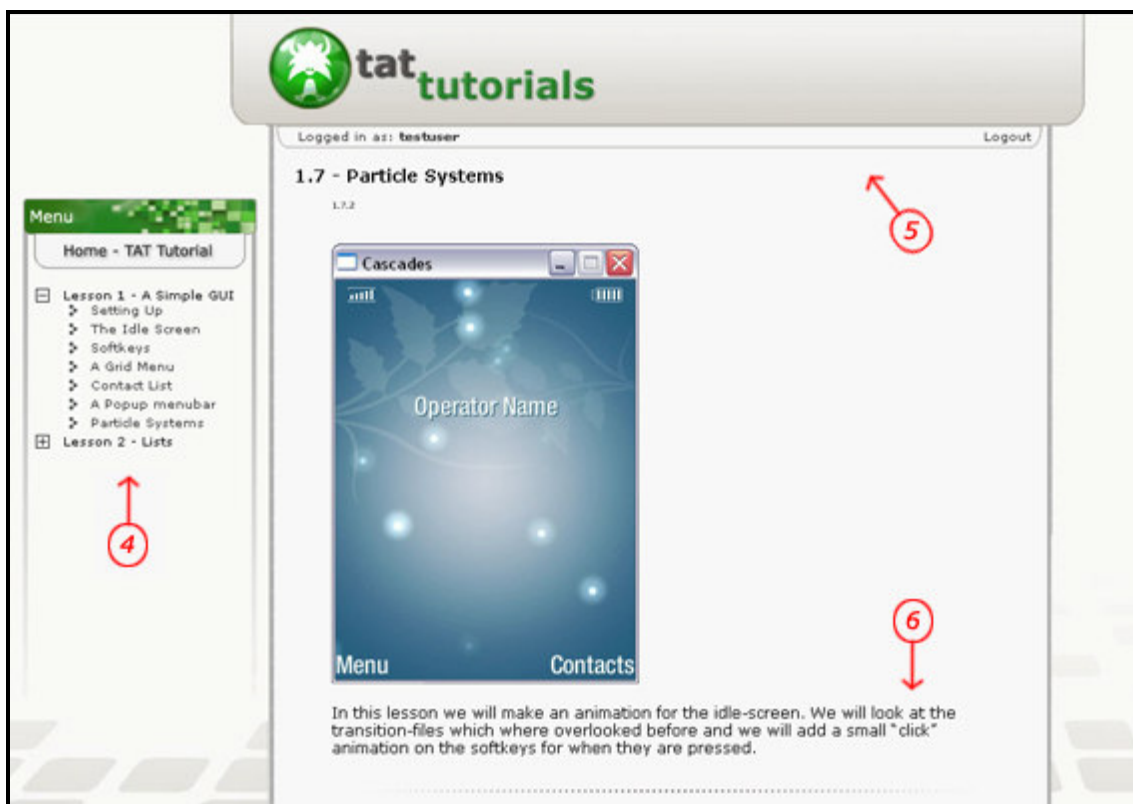 tat
tutorials
Logged in as: testuser
Logout
1.7 - Particle Systems
1.7.2
5
Menu
Home - TAT Tutorial
Lesson 1 - A Simple GUI
Setting Up
The Idle Screen
Softkeys
A Grid Menu
Contact List
A Popup menubar
Particle Systems
Lesson 2 - Lists
4
Cascades
Operator Name
Menu
Contacts
6
In this lesson we will make an animation for the idle-screen. We will look at the
transition-files which where overlooked before and we will add a small "click"
animation on the softkeys for when they are pressed.